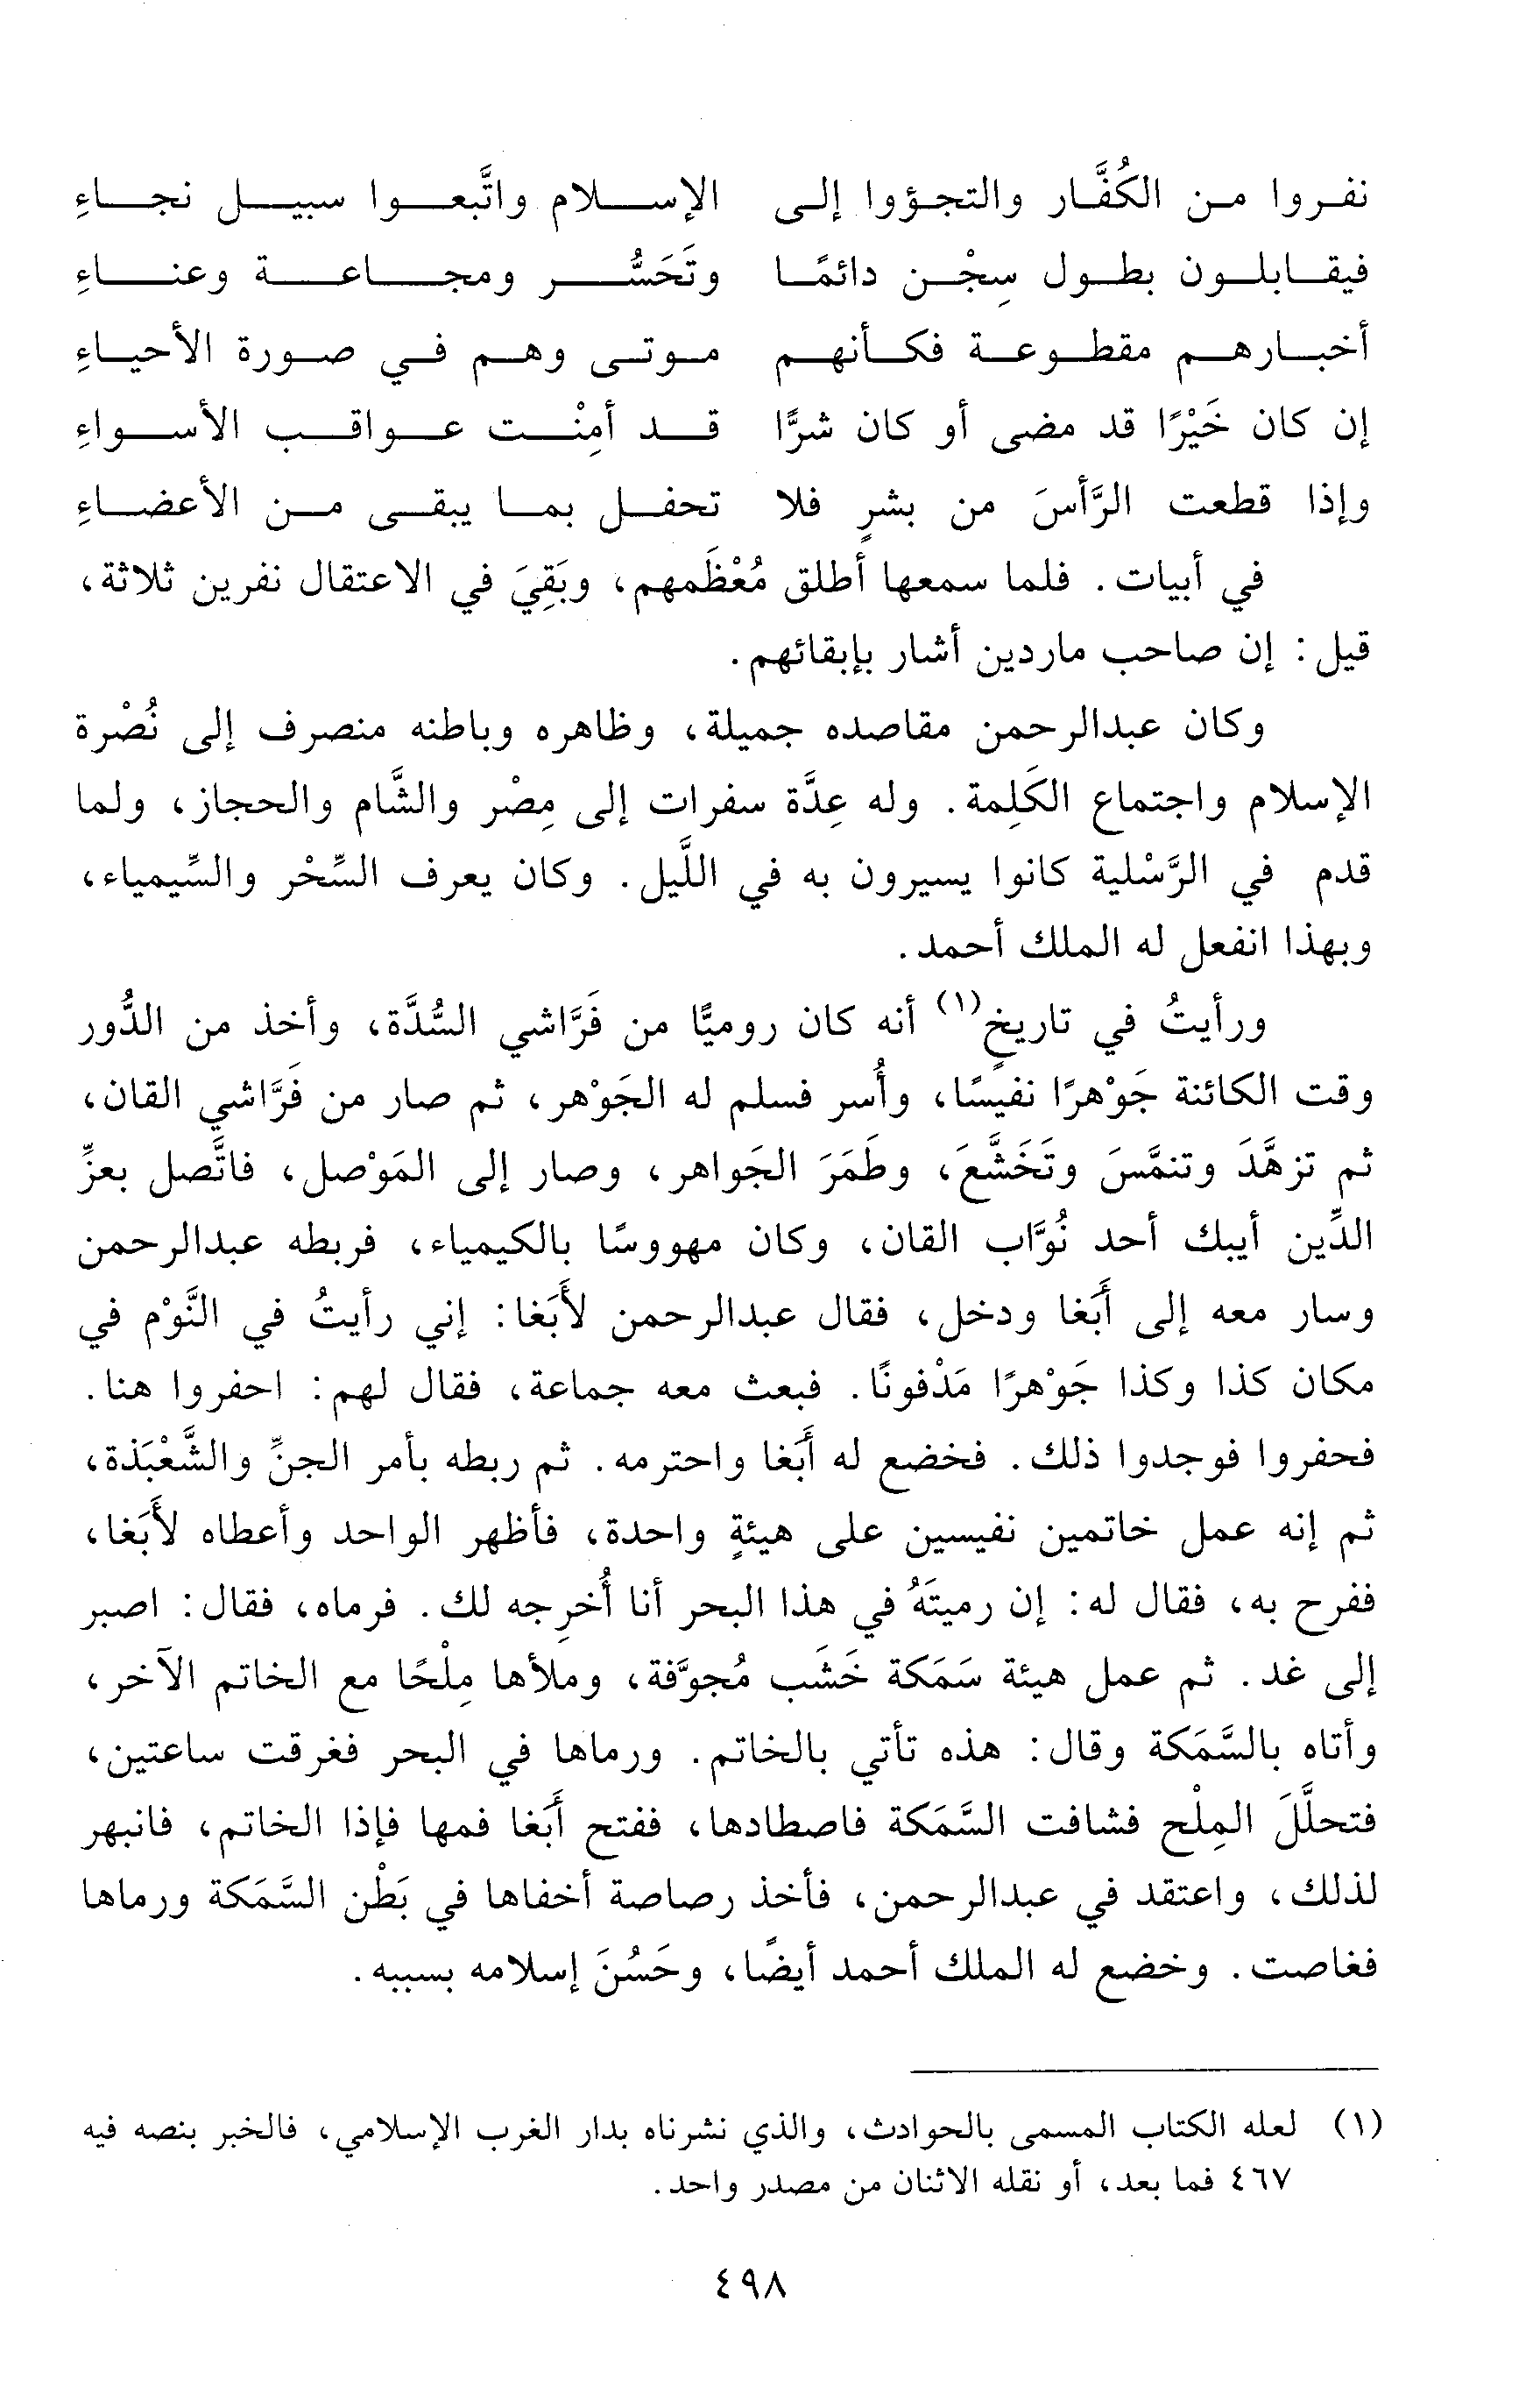 نفروا من الكُفَّار والتجؤوا إلى الإسلام واتَّبعوا سبيل نجاءِ
فيقابلون بطول سِجْن دائمًا وتَحَسُّر ومجاعة وعناءِ
أخبارهم مقطوعة فكأنهم موتى وهم في صورة الأحياءِ
إن كان خَيْرًا قد مضى أو كان شرًّا قد أمِنْت عواقب الأسواءِ
وإذا قطعت الرَّأسَ من بشرٍ فلا تحفل بما يبقى من الأعضاءِ
في أبيات. فلما سمعها أطلق مُعْظَمهم، وبَقِيَ في الاعتقال نفرين ثلاثة،
قيل: إن صاحب ماردين أشار بإبقائهم.
وكان عبدالرحمن مقاصده جميلة، وظاهره وباطنه منصرف إلى نُصْرة
الإسلام واجتماع الكَلِمة. وله عِدَّة سفرات إلى مِصْر والشَّام والحجاز، ولما
قدم في الرَّسْلية كانوا يسيرون به في اللَّيل. وكان يعرف السِّحْر والسِّيمياء،
وبهذا انفعل له الملك أحمد.
ورأيتُ في تاريخٍ(١) أنه كان روميًّا من فَرَّاشي السُّدَّة، وأخذ من الدُّور
وقت الكائنة جَوْهرًا نفيسًا، وأُسر فسلم له الجَوْهر، ثم صار من فَرَّاشي القان،
ثم تزهَّدَ وتنمَّسَ وتَخَشَّعَ، وطَمَرَ الجَواهر، وصار إلى المَوْصل، فاتَّصل بعزِّ
الدِّين أيبك أحد نُوَّاب القان، وكان مهووسًا بالكيمياء، فربطه عبدالرحمن
وسار معه إلى أَبَغا ودخل، فقال عبدالرحمن لأَبَغا: إني رأيتُ في النَّوْم في
مكان كذا وكذا جَوْهرًا مَدْفونًا. فبعث معه جماعة، فقال لهم: احفروا هنا.
فحفروا فوجدوا ذلك. فخضع له أَبَغا واحترمه. ثم ربطه بأمر الجنِّ والشَّعْبَذة،
ثم إنه عمل خاتمين نفيسين على هيئةٍ واحدة، فأظهر الواحد وأعطاه لأَبَغا،
ففرح به، فقال له: إن رميتَهُ في هذا البحر أنا أُخرِجه لك. فرماه، فقال: اصبر
إلى غد. ثم عمل هيئة سَمَكة خَشَب مُجوَّفة، وملأها مِلْحًا مع الخاتم الآخر،
وأتاه بالسَّمَكة وقال: هذه تأتي بالخاتم. ورماها في البحر فغرقت ساعتين،
فتحلَّلَ المِلْح فشافت السَّمَكة فاصطادها، ففتح أَبَغا فمها فإذا الخاتم، فانبهر
لذلك، واعتقد في عبدالرحمن، فأخذ رصاصة أخفاها في بَطْن السَّمَكة ورماها
فغاصت. وخضع له الملك أحمد أيضًا، وحَسُنَ إسلامه بسببه.
(١) لعله الكتاب المسمى بالحوادث، والذي نشرناه بدار الغرب الإسلامي، فالخبر بنصه فيه
٤٦٧ فما بعد، أو نقله الاثنان من مصدر واحد.
٤٩٨